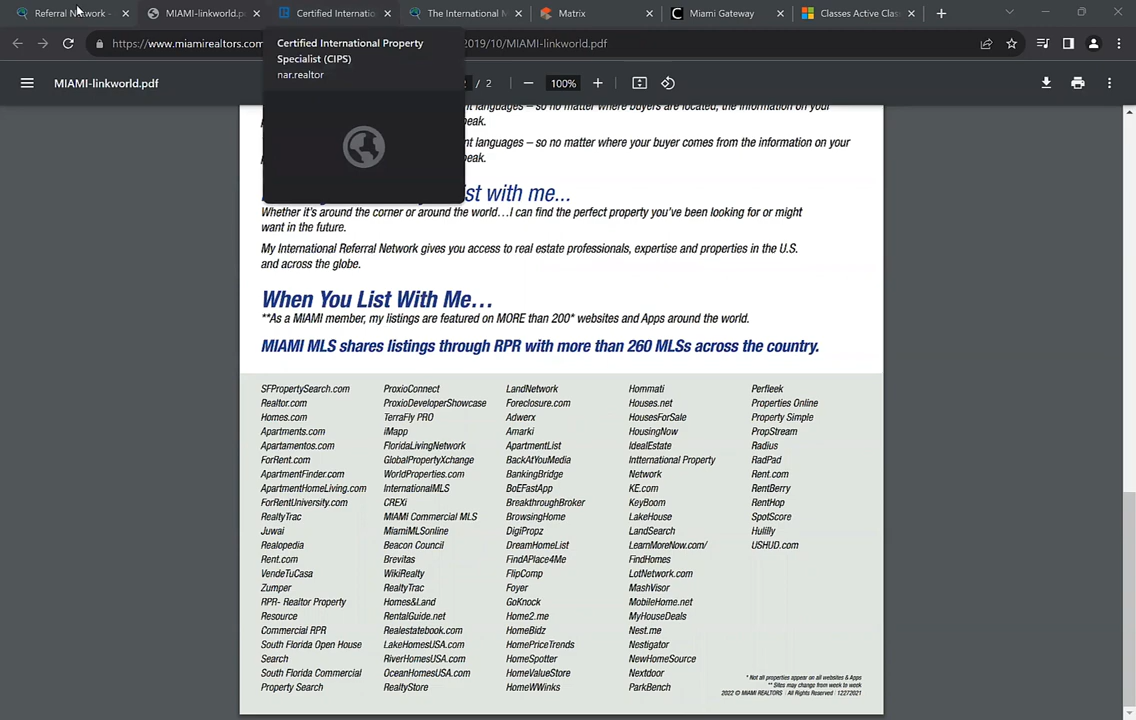 Referral Network -
MIAMI-linkworld.p
Certified Internatio
The International M
Matrix
Miami Gateway
Classes Active Clas
https://www.miamirealtors.com
2019/10/MIAMI-linkworld.pdf
Certified International Property
Specialist (CIPS)
nar.realtor
MIAMI-linkworld.pdf
/ 2
100%
languages – so no matter where buyers are located, the information on your
peak.
nt languages – so no matter where your buyer comes from the information on your
peak.
st with me...
Whether it's around the corner or around the world…I can find the perfect property you've been looking for or might
want in the future.
My International Referral Network gives you access to real estate professionals, expertise and properties in the U.S.
and across the globe.
When You List With Me…
**As a MIAMI member, my listings are featured on MORE than 200* websites and Apps around the world.
MIAMI MLS shares listings through RPR with more than 260 MLSs across the country.
SFPropertySearch.com
Realtor.com
Homes.com
Apartments.com
Apartamentos.com
ForRent.com
ApartmentFinder.com
ApartmentHomeLiving.com
ForRentUniversity.com
RealtyTrac
Juwai
Realopedia
Rent.com
VendeTuCasa
Zumper
RPR- Realtor Property
Resource
Commercial RPR
South Florida Open House
Search
South Florida Commercial
Property Search
ProxioConnect
ProxioDeveloperShowcase
TerraFly PRO
iMapp
FloridaLivingNetwork
GlobalPropertyXchange
WorldProperties.com
InternationalMLS
CREXi
MIAMI Commercial MLS
MiamiMLSonline
Beacon Council
Brevitas
WikiRealty
RealtyTrac
Homes&Land
RentalGuide.net
Realestatebook.com
LakeHomesUSA.com
RiverHomesUSA.com
OceanHomesUSA.com
RealtyStore
LandNetwork
Foreclosure.com
Adwerx
Amarki
ApartmentList
BackAtYouMedia
BankingBridge
BoEFastApp
BreakthroughBroker
BrowsingHome
DigiPropz
DreamHomeList
FindAPlace4Me
FlipComp
Foyer
GoKnock
Home2.me
HomeBidz
HomePriceTrends
HomeSpotter
HomeValueStore
HomeWWinks
Hommati
Houses.net
HousesForSale
HousingNow
IdealEstate
Intternational Property
Network
KE.com
KeyBoom
LakeHouse
LandSearch
LearnMoreNow.com/
FindHomes
LotNetwork.com
MashVisor
MobileHome.net
MyHouseDeals
Nest.me
Nestigator
NewHomeSource
Nextdoor
ParkBench
Perfleek
Properties Online
Property Simple
PropStream
Radius
RadPad
Rent.com
RentBerry
RentHop
SpotScore
Hulilly
USHUD.com
* Not all properties appear on all websites & Apps
** Sites may change from week to week
2022 © MIAMI REALTORS | All Rights Reserved | 12272021